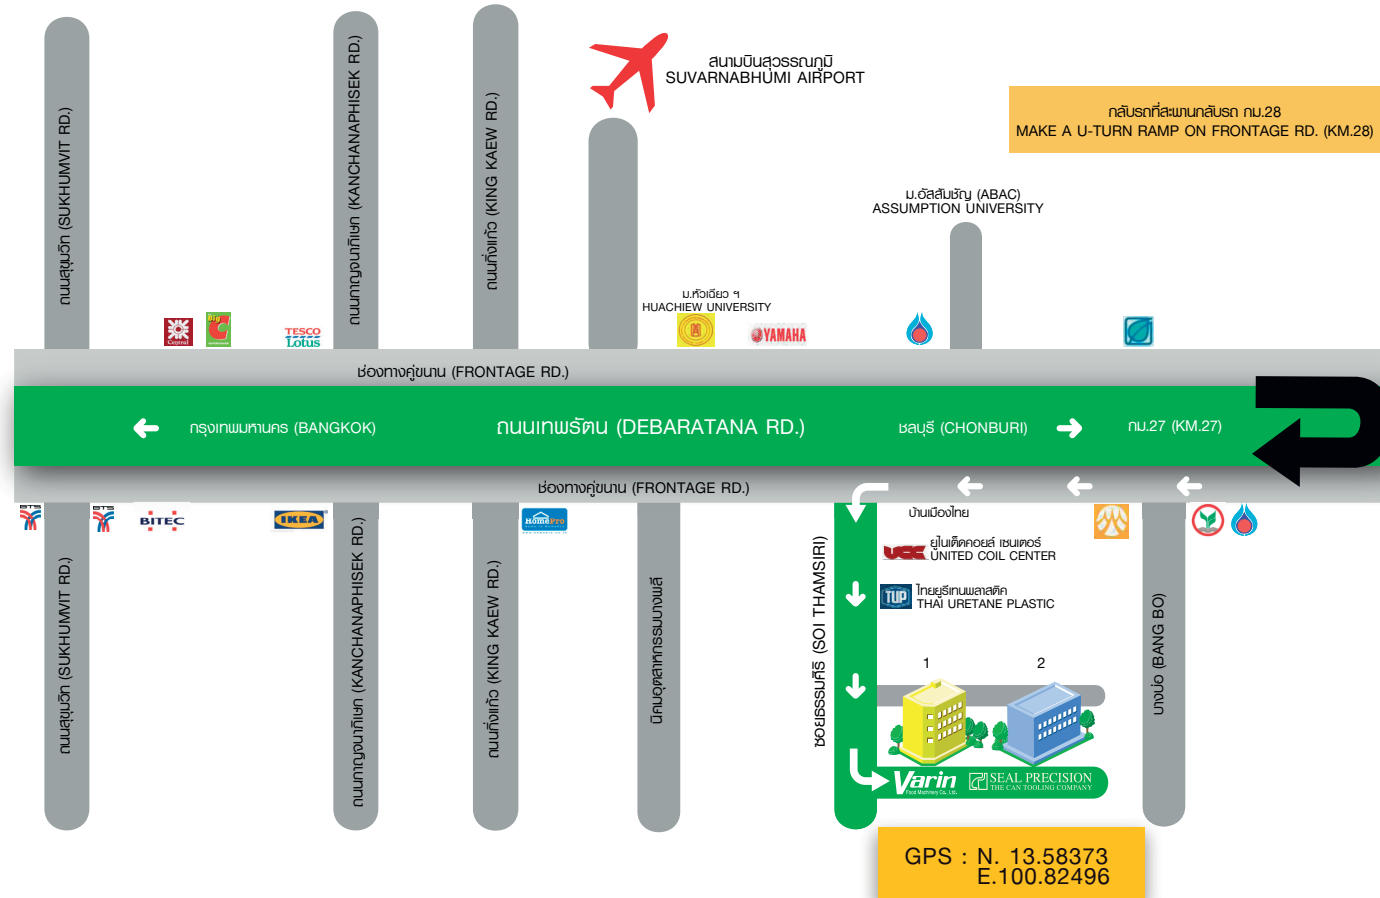 ถนนสุขุมวิท (SUKHUMVIT RD.)
ถนนกาญจนาภิเษก (KANCHANAPHISEK RD.)
ถนนกิ่งแก้ว (KING KAEW RD.)
สนามบินสุวรรณภูมิ
SUVARNABHUMI AIRPORT
กลับรถที่สะพานกลับรถ กม.28
MAKE A U-TURN RAMP ON FRONTAGE RD. (KM.28)
ม.อัสสัมชัญ (ABAC)
ASSUMPTION UNIVERSITY
ม.หัวเฉียว ฯ
HUACHIEW UNIVERSITY
Central
Big C
TESCO
Lotus
YAMAHA
ช่องทางคู่ขนาน (FRONTAGE RD.)
กรุงเทพมหานคร (BANGKOK)
ถนนเทพรัตน (DEBARATANA RD.)
ชลบุรี (CHONBURI)
กม.27 (KM.27)
ช่องทางคู่ขนาน (FRONTAGE RD.)
BTS
BTS
BITEC
IKEA
HomePro
บ้านเมืองไทย
UCC
ยูไนเต็ดคอยล์ เซนเตอร์
UNITED COIL CENTER
TUP
ไทยยูรีเทนพลาสติค
THAI URETANE PLASTIC
ถนนสุขุมวิท (SUKHUMVIT RD.)
ถนนกาญจนาภิเษก (KANCHANAPHISEK RD.)
ถนนกิ่งแก้ว (KING KAEW RD.)
นิคมอุตสาหกรรมบางพลี
ซอยธรรมศิริ (SOI THAMSIRI)
บางบ่อ (BANG BO)
1
2
Varin
Food Machinery Co., Ltd.
SEAL PRECISION
THE CAN TOOLING COMPANY
GPS : N. 13.58373
E.100.82496